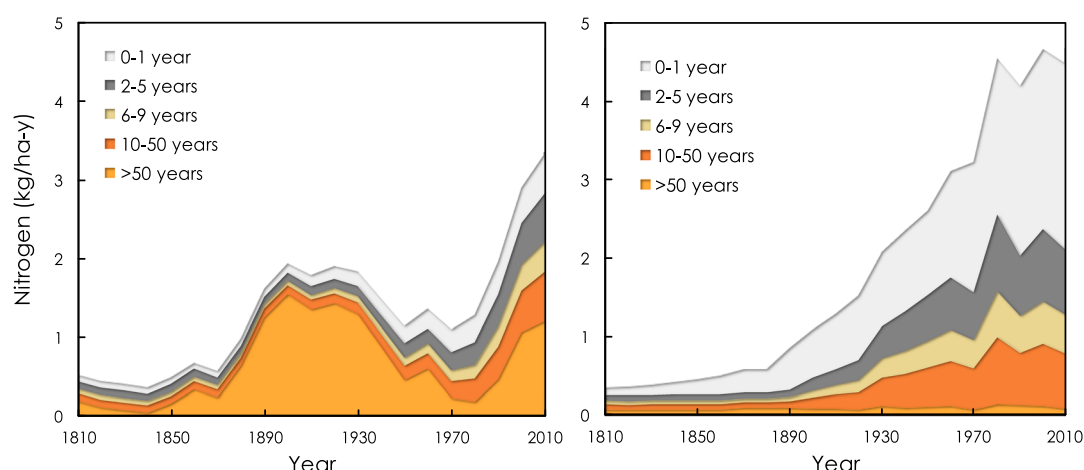 5
4
3
2
1
0
Nitrogen (kg/ha-y)
0-1 year
2-5 years
6-9 years
10-50 years
>50 years
1810 1850 1890 1930 1970 2010
Year
5
4
3
2
1
0
0-1 year
2-5 years
6-9 years
10-50 years
>50 years
1810 1850 1890 1930 1970 2010
Year